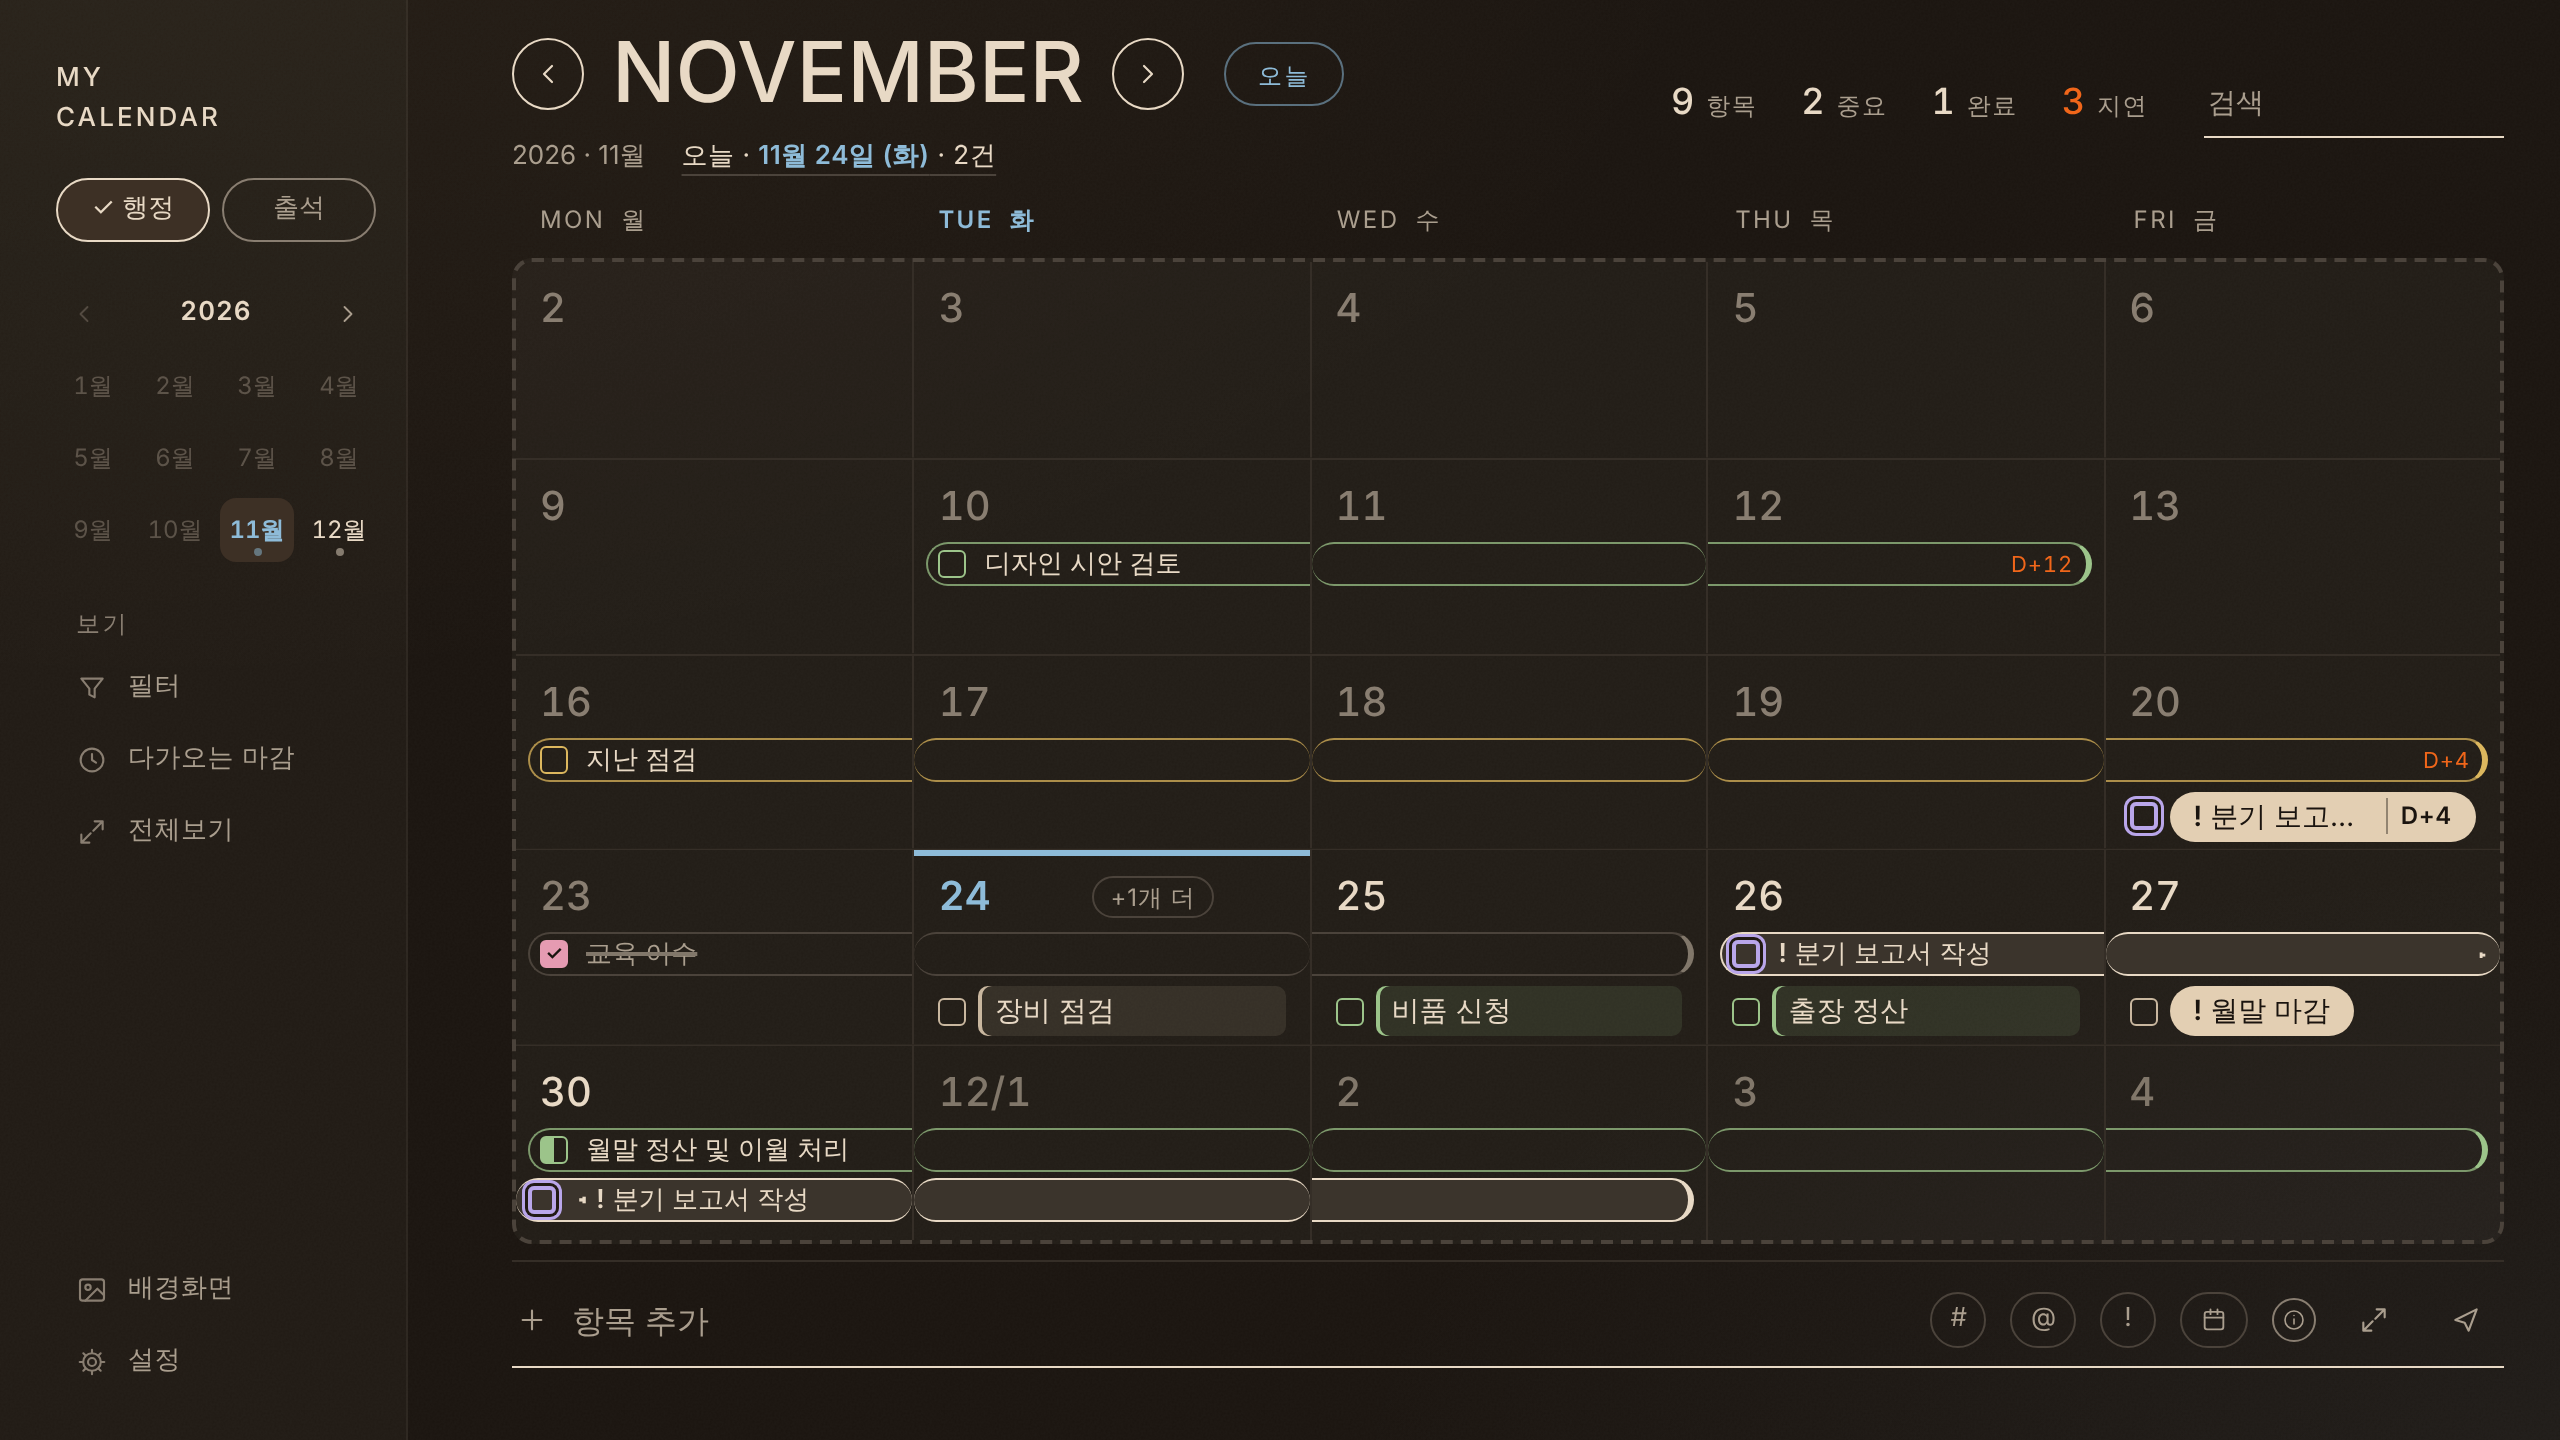 MY
CALENDAR
행정
출석
2026
1월 2월 3월 4월
5월 6월 7월 8월
9월 10월 11월 12월
보기
필터
다가오는 마감
전체보기
배경화면
설정
NOVEMBER
오늘
2026 · 11월
오늘 · 11월 24일 (화) · 2건
9 항목 2 중요 1 완료 3 지연
검색
MON 월 TUE 화 WED 수 THU 목 FRI 금
2 3 4 5 6
9 10 11 12 13
디자인 시안 검토 D+12
16 17 18 19 20
지난 점검 D+4
! 분기 보고... D+4
23 24 +1개 더 25 26 27
교육 이수 ! 분기 보고서 작성
장비 점검 비품 신청 출장 정산 ! 월말 마감
30 12/1 2 3 4
월말 정산 및 이월 처리
! 분기 보고서 작성
항목 추가
# @ !